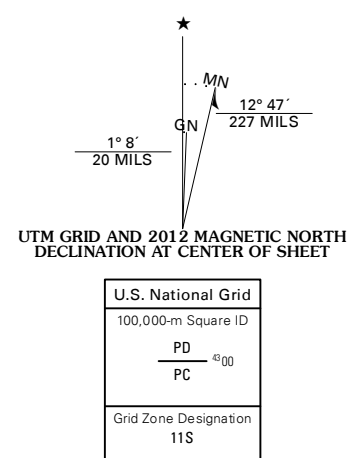 ★
MN
GN
12° 47´
227 MILS
1° 8´
20 MILS
UTM GRID AND 2012 MAGNETIC NORTH
DECLINATION AT CENTER OF SHEET
U.S. National Grid
100,000-m Square ID
PD
4300
PC
Grid Zone Designation
11S